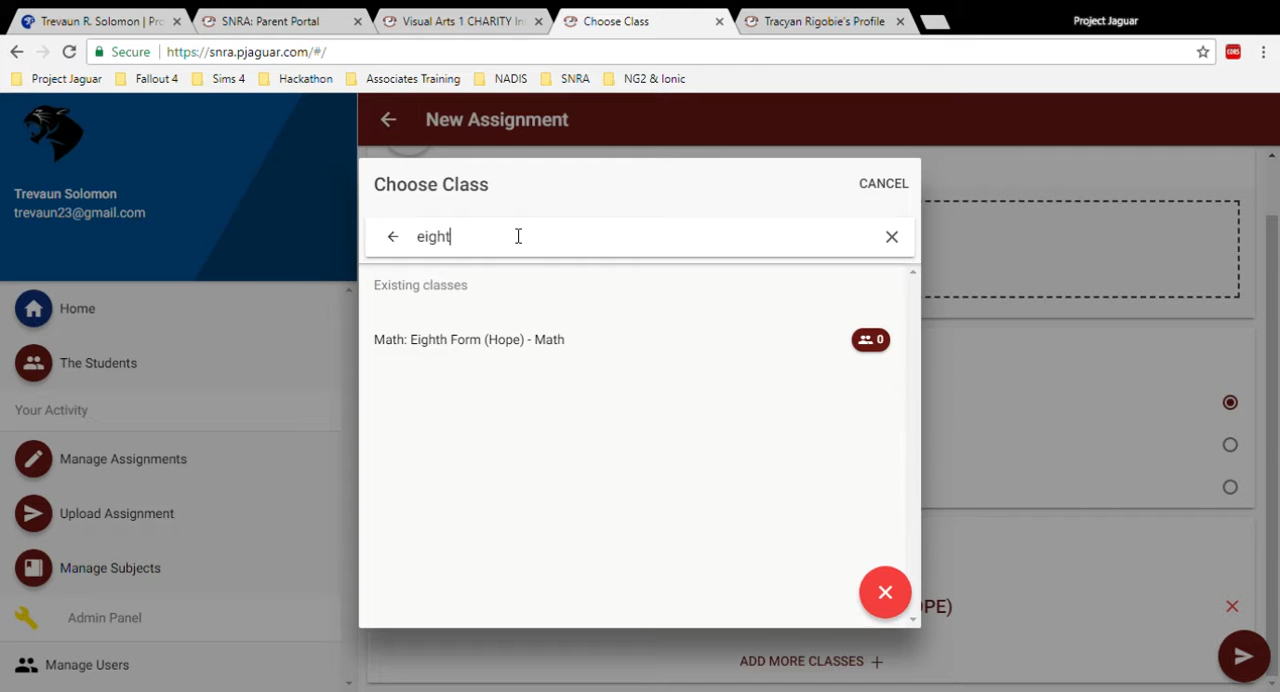 Trevaun R. Solomon | Pro
SNRA: Parent Portal
Visual Arts 1 CHARITY In
Choose Class
Tracyan Rigobie's Profile
Project Jaguar
Secure
https://snra.pjaguar.com/#/
CORS
Project Jaguar
Fallout 4
Sims 4
Hackathon
Associates Training
NADIS
SNRA
NG2 & Ionic
Trevaun Solomon
trevaun23@gmail.com
Home
The Students
Your Activity
Manage Assignments
Upload Assignment
Manage Subjects
Admin Panel
Manage Users
New Assignment
Choose Class
CANCEL
eight
Existing classes
Math: Eighth Form (Hope) - Math
0
OPE)
ADD MORE CLASSES